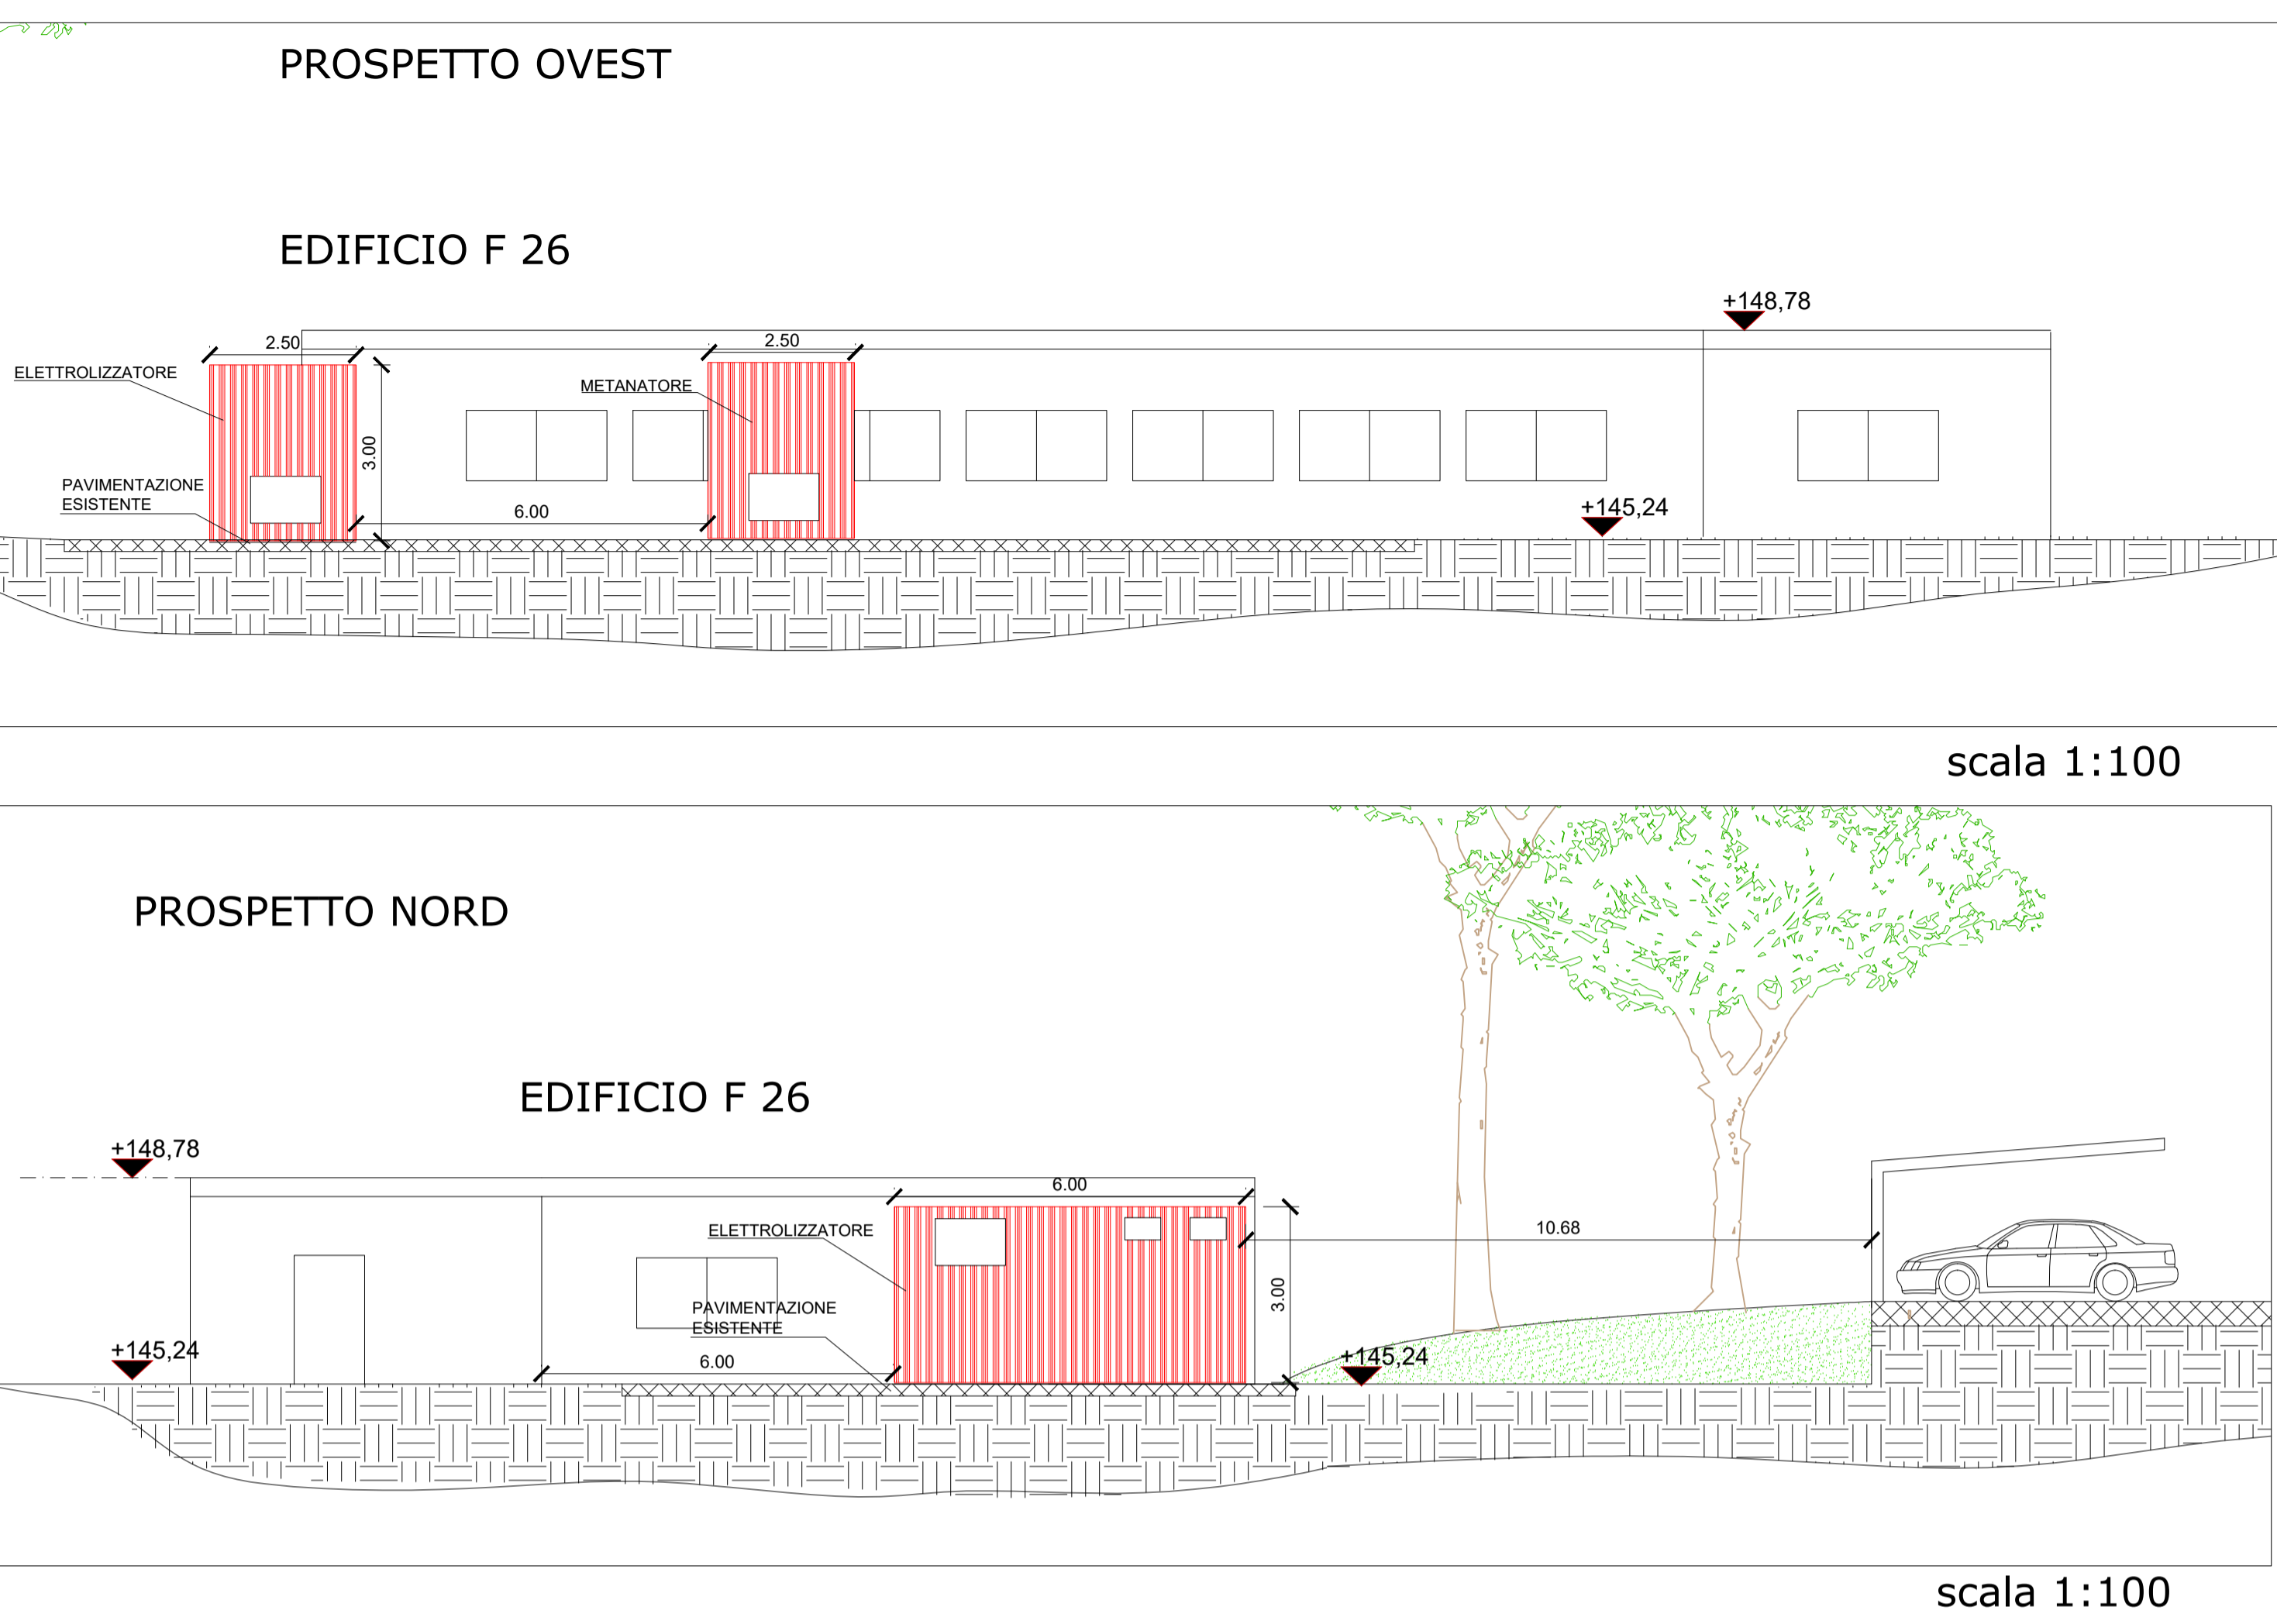 PROSPETTO OVEST
EDIFICIO F 26
+148,78
2.50
2.50
ELETTROLIZZATORE
METANATORE
3.00
PAVIMENTAZIONE
ESISTENTE
6.00
+145,24
scala 1:100
PROSPETTO NORD
EDIFICIO F 26
+148,78
6.00
ELETTROLIZZATORE
10.68
3.00
PAVIMENTAZIONE
ESISTENTE
+145,24
6.00
+145,24
scala 1:100